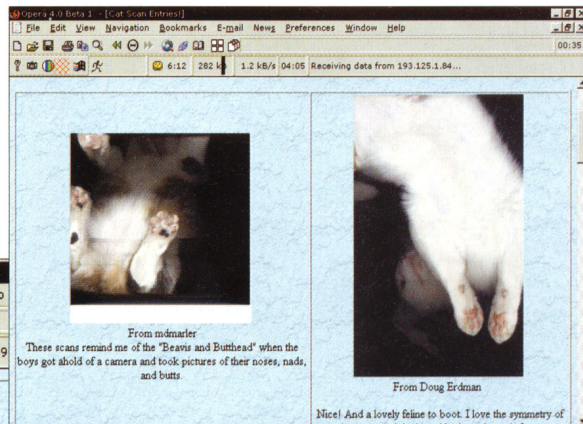 Opera 4.0 Beta 1 - [Cat Scan Entries!]
File Edit View Navigation Bookmarks E-mail News Preferences Window Help
00:35
6:12 282 k 1.2 kB/s 04:05 Receiving data from 193.125.1.84...
From mdmarler
These scans remind me of the "Beavis and Butthead" when the
boys got ahold of a camera and took pictures of their noses, nads,
and butts.
From Doug Erdman
Nice! And a lovely feline to boot. I love the symmetry of
9